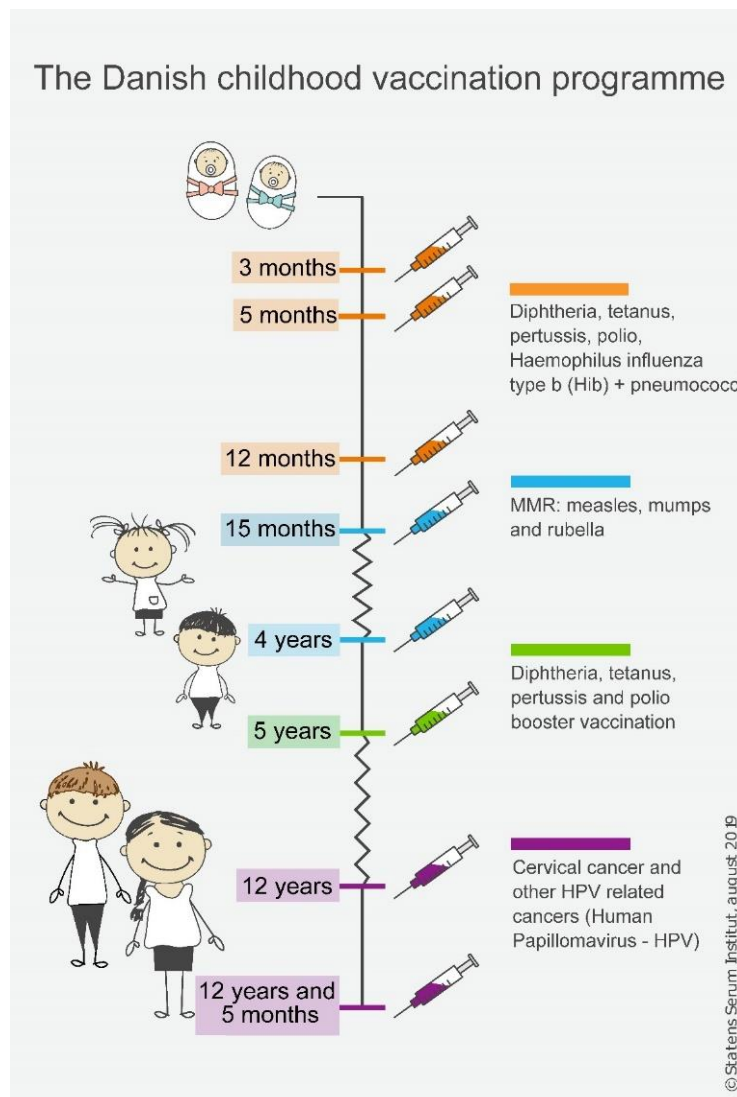 The Danish childhood vaccination programme
3 months
5 months
Diphtheria, tetanus,
pertussis, polio,
Haemophilus influenza
type b (Hib) + pneumococc
12 months
15 months
MMR: measles, mumps
and rubella
4 years
5 years
Diphtheria, tetanus,
pertussis and polio
booster vaccination
12 years
Cervical cancer and
other HPV related
cancers (Human
Papillomavirus - HPV)
12 years and
5 months
© Statens Serum Institut, august 2019